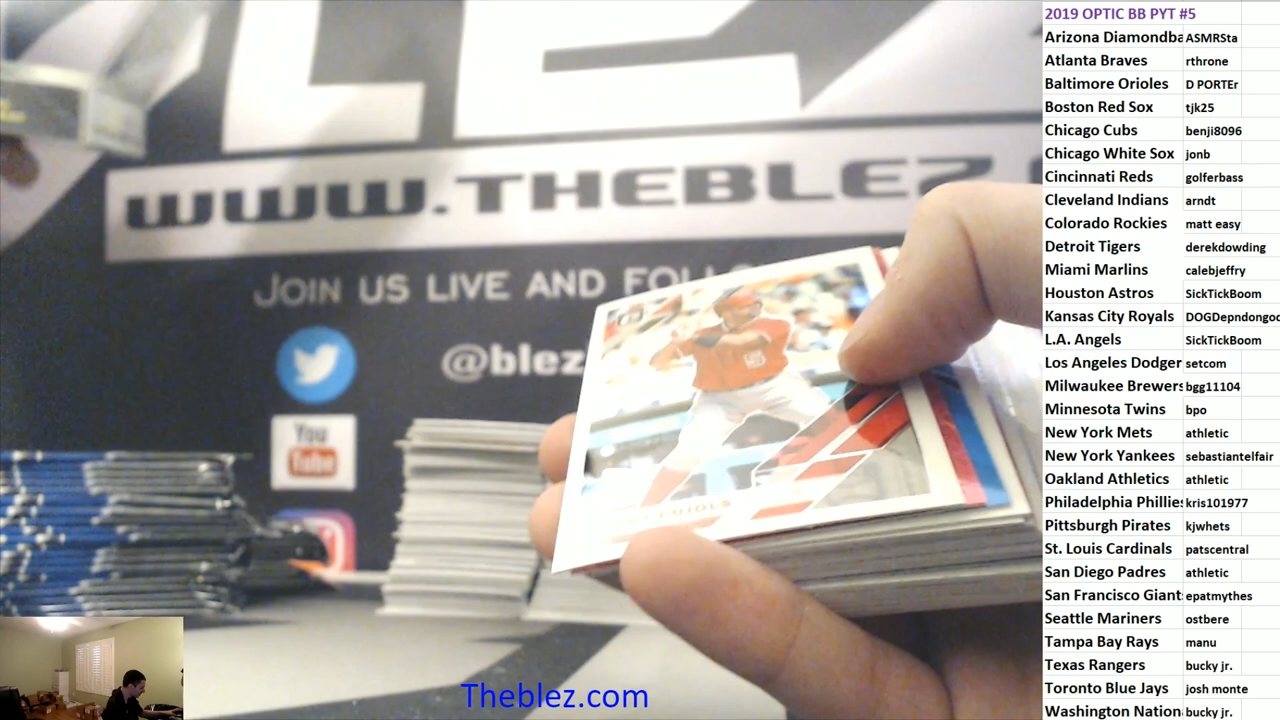 WWW.THEBLEZ.
JOIN US LIVE AND
@blez
You
Tube
Theblez.com
2019 OPTIC BB PYT #5
Arizona Diamondba ASMRSta
Atlanta Braves rthrone
Baltimore Orioles D PORTEr
Boston Red Sox tjk25
Chicago Cubs benji8096
Chicago White Sox jonb
Cincinnati Reds golferbass
Cleveland Indians arndt
Colorado Rockies matt easy
Detroit Tigers derekdowding
Miami Marlins calebjeffry
Houston Astros SickTickBoom
Kansas City Royals DOGDepndongod
L.A. Angels SickTickBoom
Los Angeles Dodger setcom
Milwaukee Brewers bgg11104
Minnesota Twins bpo
New York Mets athletic
New York Yankees sebastiantelfair
Oakland Athletics athletic
Philadelphia Phillies kris101977
Pittsburgh Pirates kjwhets
St. Louis Cardinals patscentral
San Diego Padres athletic
San Francisco Giants epatmythes
Seattle Mariners ostbere
Tampa Bay Rays manu
Texas Rangers bucky jr.
Toronto Blue Jays josh monte
Washington Nation bucky jr.